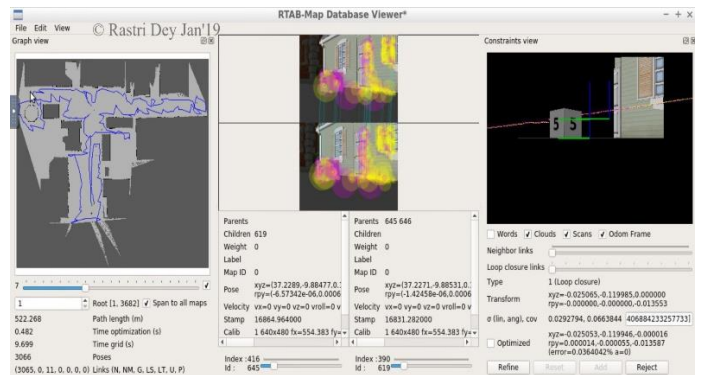 RTAB-Map Database Viewer*
File Edit View
© Rastri Dey Jan'19
Graph view
Constraints view
5 5
Parents
Children 619
Weight 0
Label
Map ID 0
Pose xyz=(37.2289,-9.88477,0.
rpy=(-6.57342e-06,0.0006
Velocity vx=0 vy=0 vz=0 vroll=0 v
Stamp 16864.964000
Calib 1 640x480 fx=554.383 fy=
Index :416
Id : 645
Parents 645 646
Children
Weight 0
Label
Map ID 0
Pose xyz=(37.2271,-9.88531,0.
rpy=(-1.42458e-06,0.0006
Velocity vx=0 vy=0 vz=0 vroll=0 v
Stamp 16831.282000
Calib 1 640x480 fx=554.383 fy=
Index :390
Id : 619
7
1 Root [1, 3682] Span to all maps
522.268 Path length (m)
0.482 Time optimization (s)
9.699 Time grid (s)
3066 Poses
(3065, 0, 11, 0, 0, 0, 0) Links (N, NM, G, LS, LT, U, P)
Words Clouds Scans Odom Frame
Neighbor links
Loop closure links
Type 1 (Loop closure)
Transform xyz=-0.025065,-0.119985,0.000000
rpy=-0.000000,-0.000000,-0.013553
σ (lin, ang), cov 0.0292794, 0.0663844 406884233257733]
Optimized xyz=-0.025053,-0.119946,-0.000016
rpy=0.000014,-0.000055,-0.013587
(error=0.0364042% a=0)
Refine Reset Add Reject